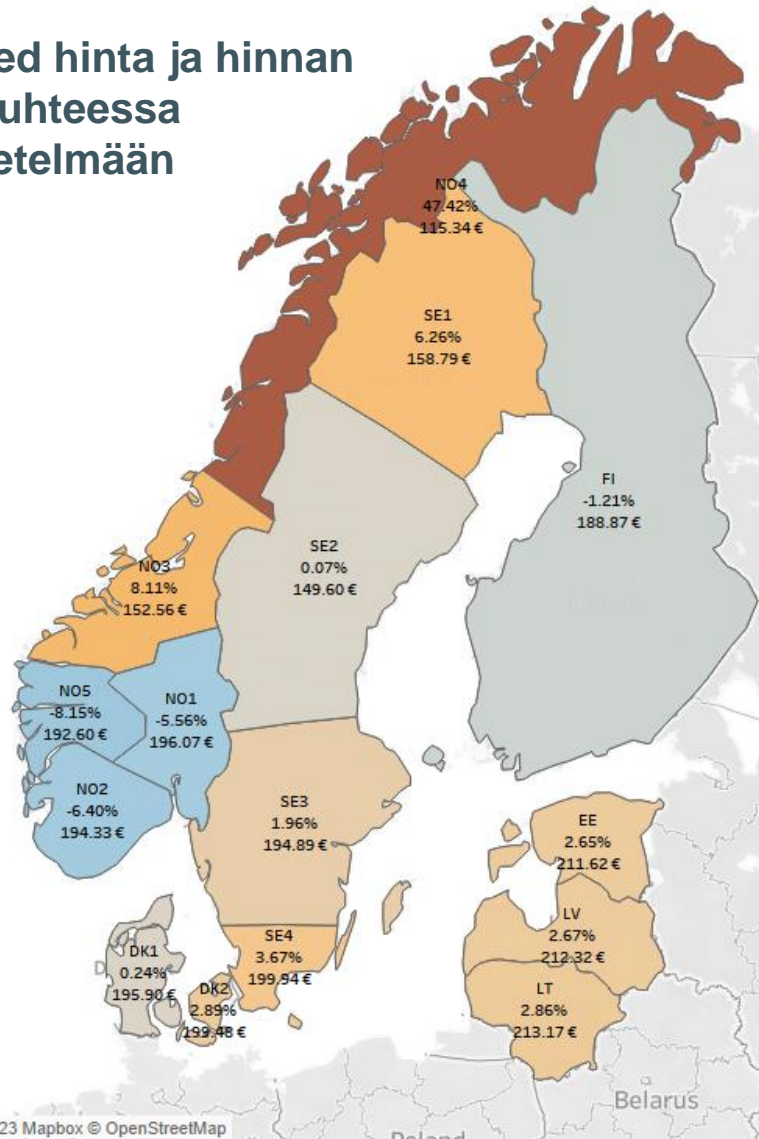 ed hinta ja hinnan
uhteessa
etelmään
NO4
47.42%
115.34 €
SE1
6.26%
158.79 €
FI
-1.21%
188.87 €
SE2
0.07%
149.60 €
NO3
8.11%
152.56 €
NO5
-8.15%
192.60 €
NO1
-5.56%
196.07 €
NO2
-6.40%
194.33 €
SE3
1.96%
194.89 €
EE
2.65%
211.62 €
LV
2.67%
212.32 €
SE4
3.67%
199.94 €
DK1
0.24%
195.90 €
DK2
2.89%
199.48 €
LT
2.86%
213.17 €
Belarus
Poland
23 Mapbox © OpenStreetMap